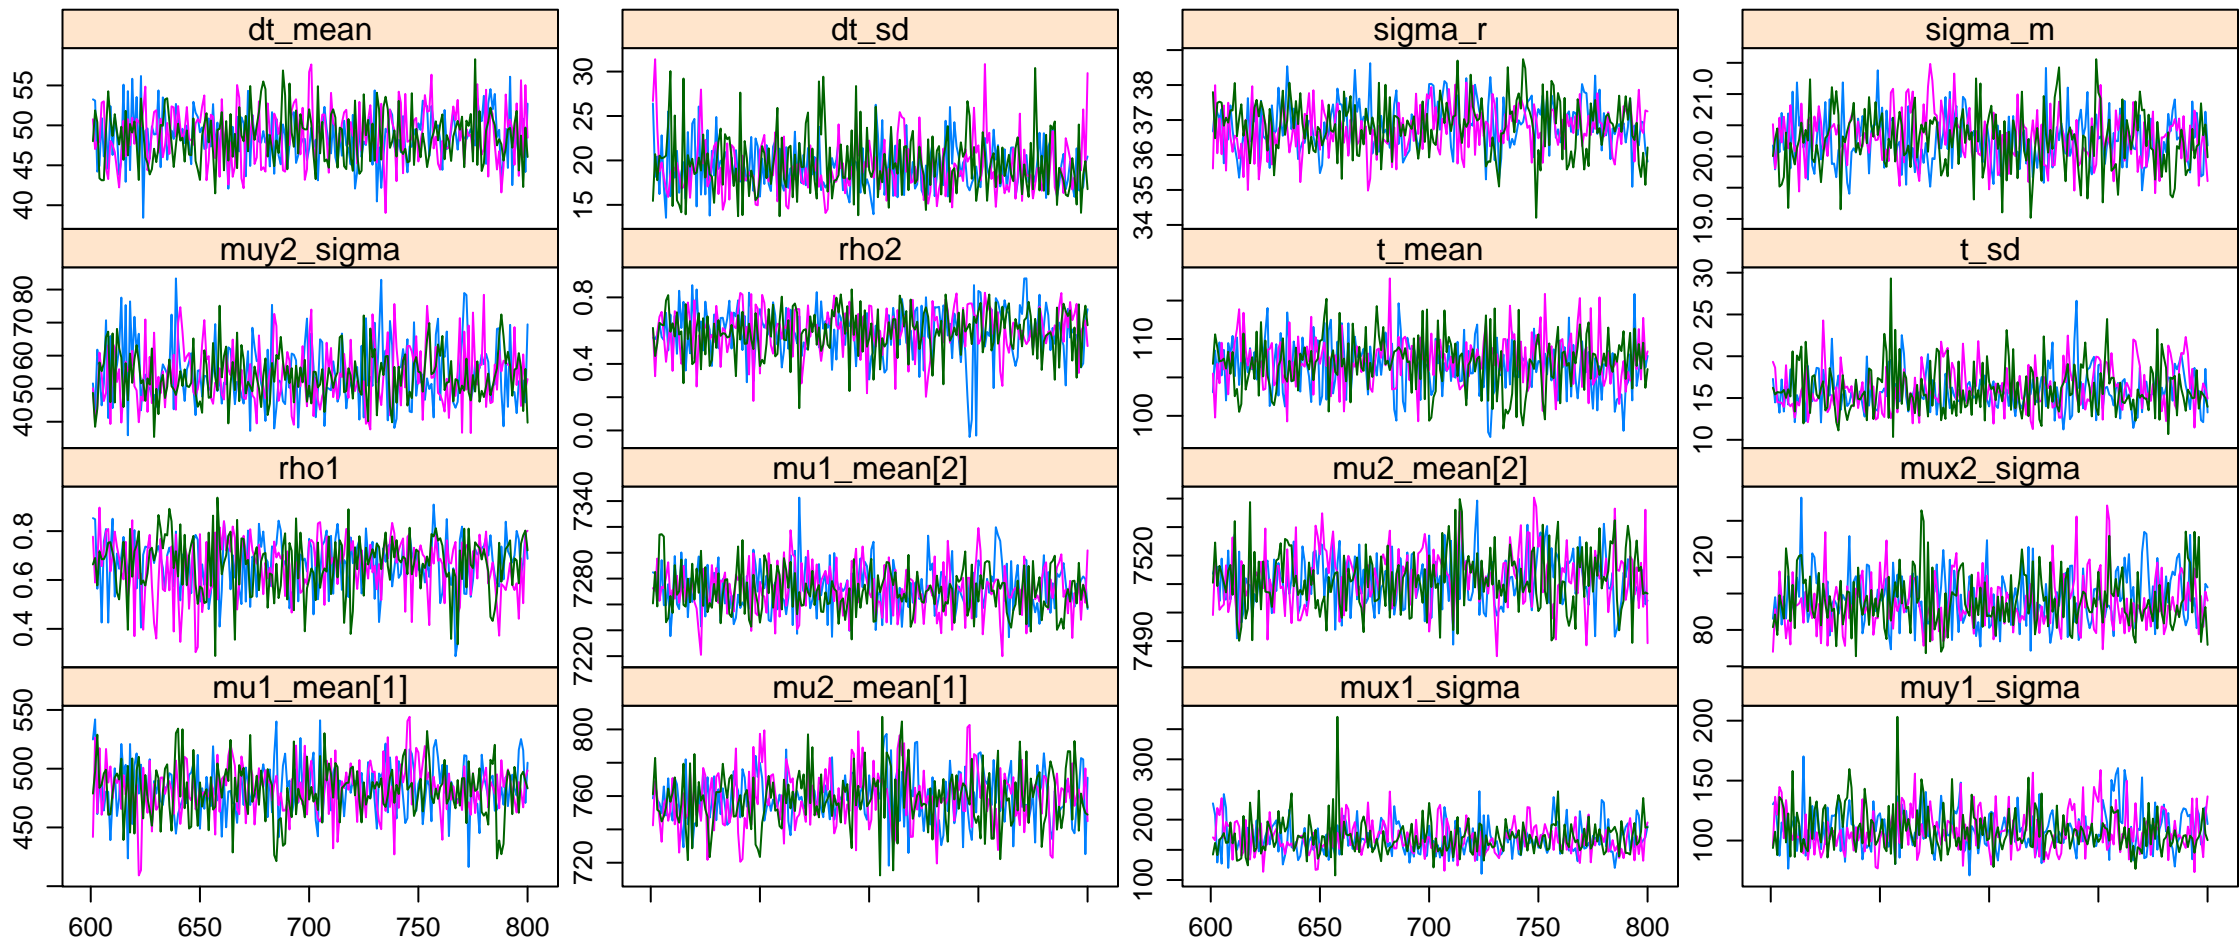 dt_mean dt_sd sigma_r sigma_m
40 45 50 55
15 20 25 30
34 35 36 37 38
19.0 20.0 21.0
muy2_sigma rho2 t_mean t_sd
40 50 60 70 80
0.0 0.4 0.8
100 110
10 15 20 25 30
rho1 mu1_mean[2] mu2_mean[2] mux2_sigma
0.4 0.6 0.8
7220 7260 7280 7340
7490 7520
80 120
mu1_mean[1] mu2_mean[1] mux1_sigma muy1_sigma
450 500 550
720 760 800
100 200 300
100 150 200
600 650 700 750 800
600 650 700 750 800